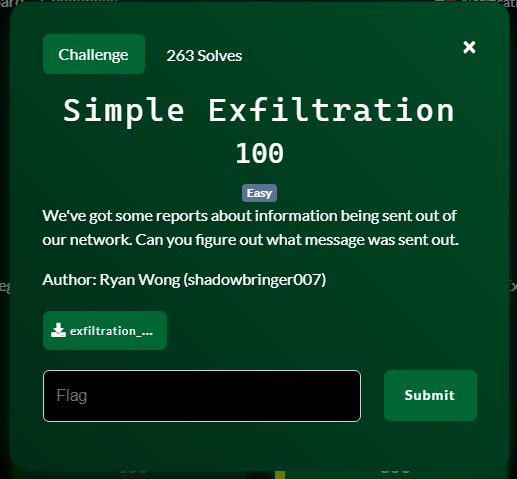 Challenge
263 Solves
×
Simple Exfiltration
100
Easy
We've got some reports about information being sent out of
our network. Can you figure out what message was sent out.
Author: Ryan Wong (shadowbringer007)
exfiltration_...
Flag
Submit